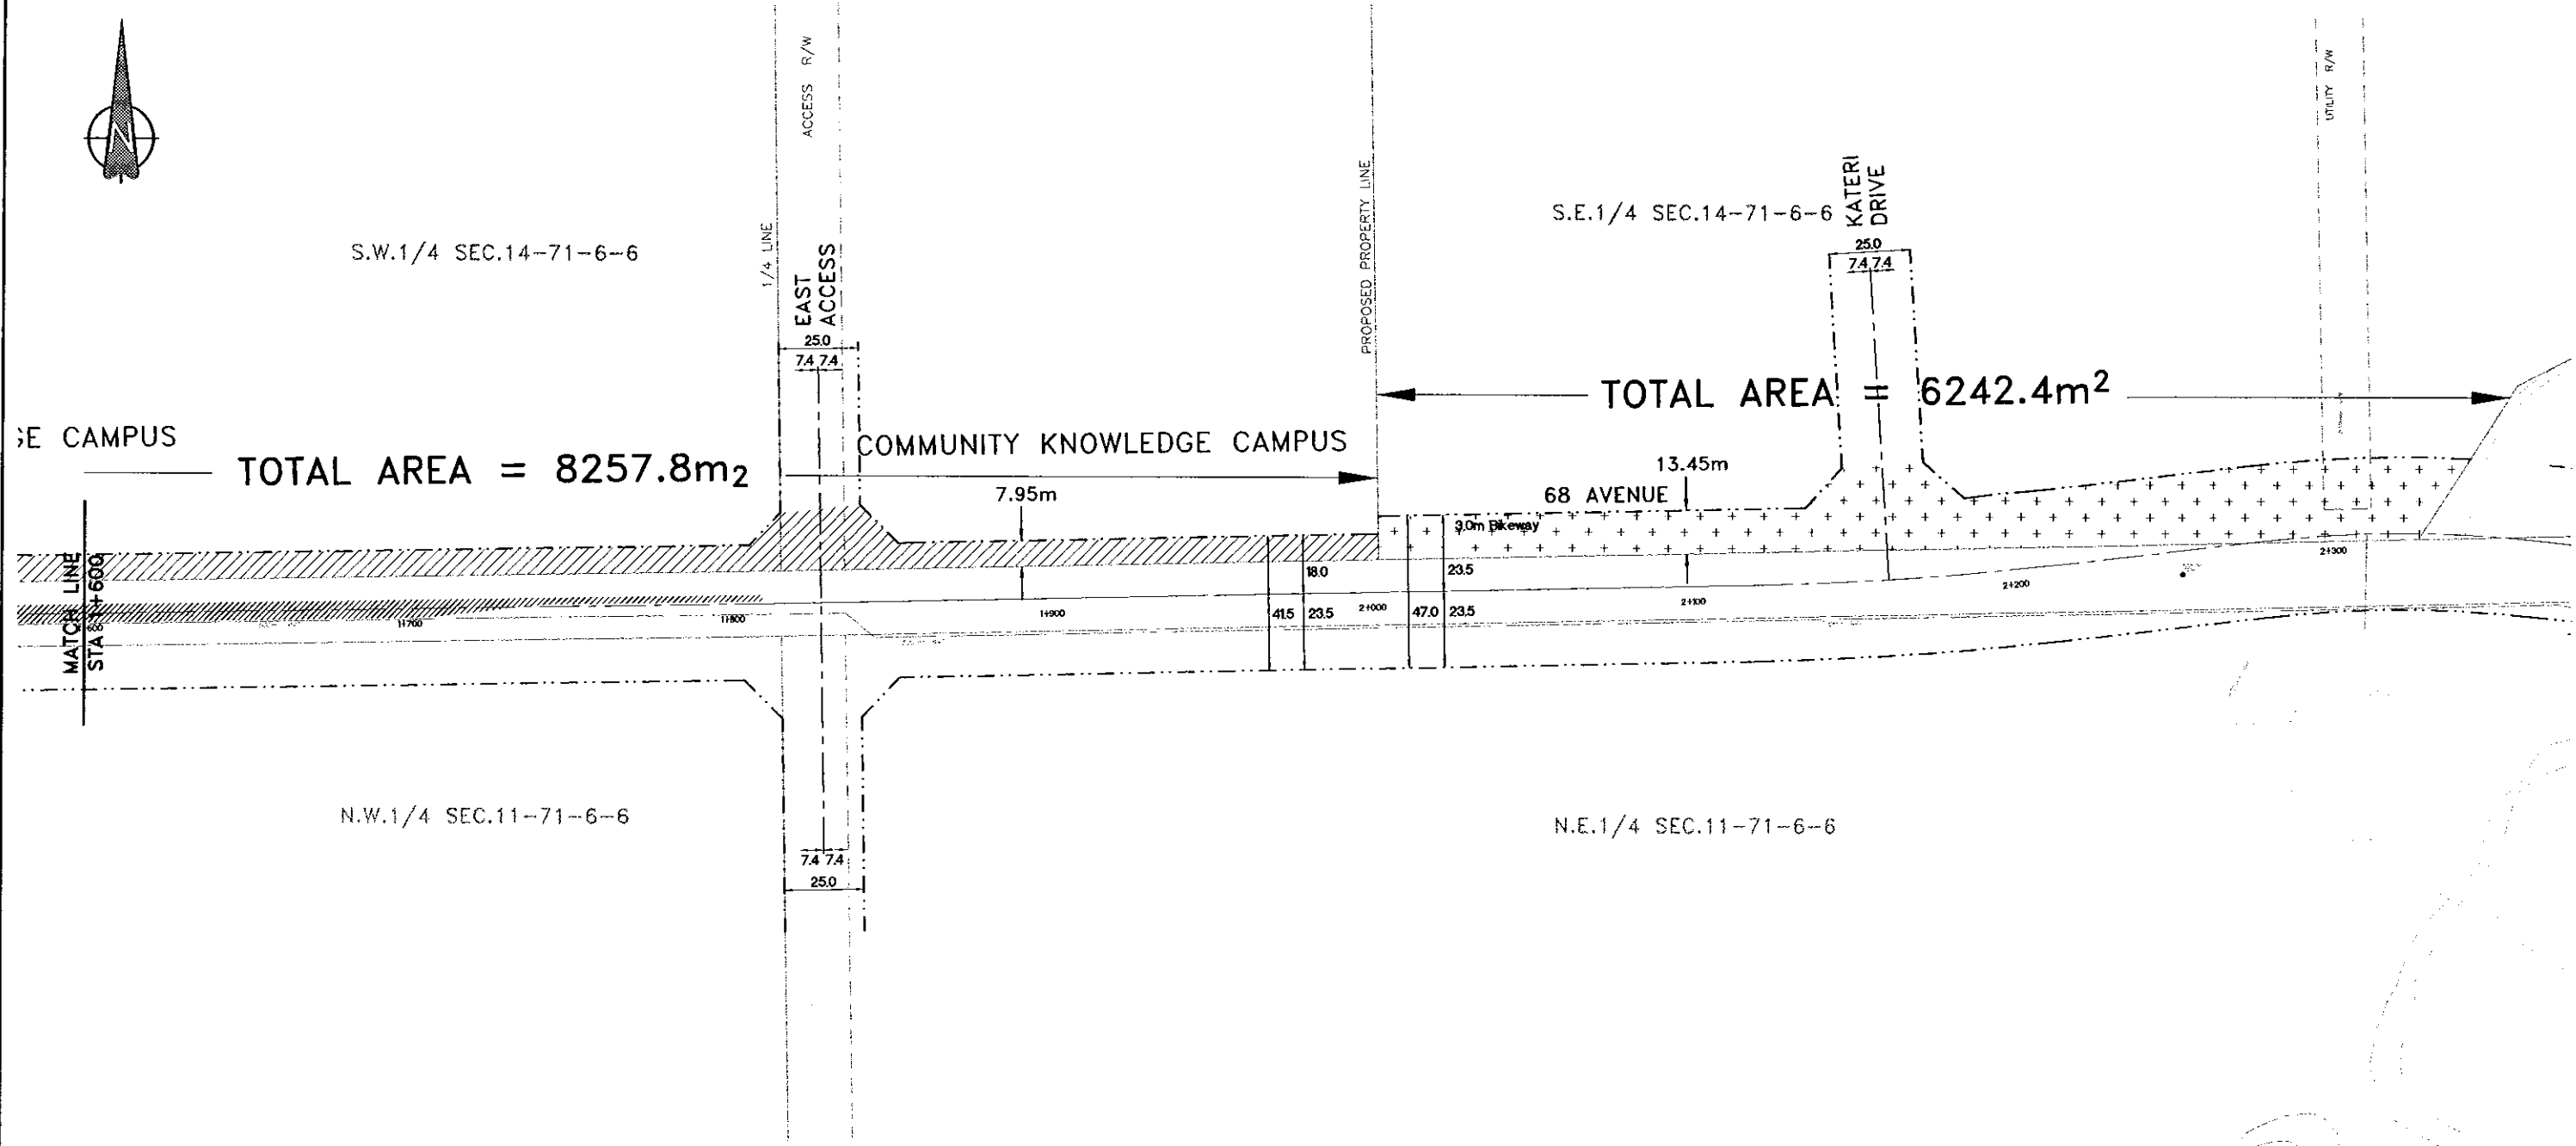 N
ACCESS R/W
UTILITY R/W
1/4 LINE
PROPOSED PROPERTY LINE
S.W.1/4 SEC.14-71-6-6
S.E.1/4 SEC.14-71-6-6
KATERI
DRIVE
25.0
7.4 7.4
EAST
ACCESS
25.0
7.4 7.4
TOTAL AREA = 6242.4m2
GE CAMPUS
COMMUNITY KNOWLEDGE CAMPUS
TOTAL AREA = 8257.8m2
7.95m
13.45m
68 AVENUE
3.0m Bikeway
MATCH LINE
STA 1+600
18.0
23.5
41.5
23.5
47.0
23.5
1+700
1+800
1+900
2+000
2+100
2+200
2+300
N.W.1/4 SEC.11-71-6-6
N.E.1/4 SEC.11-71-6-6
7.4 7.4
25.0